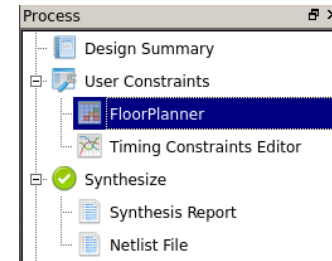 Process
Design Summary
User Constraints
FloorPlanner
Timing Constraints Editor
Synthesize
Synthesis Report
Netlist File